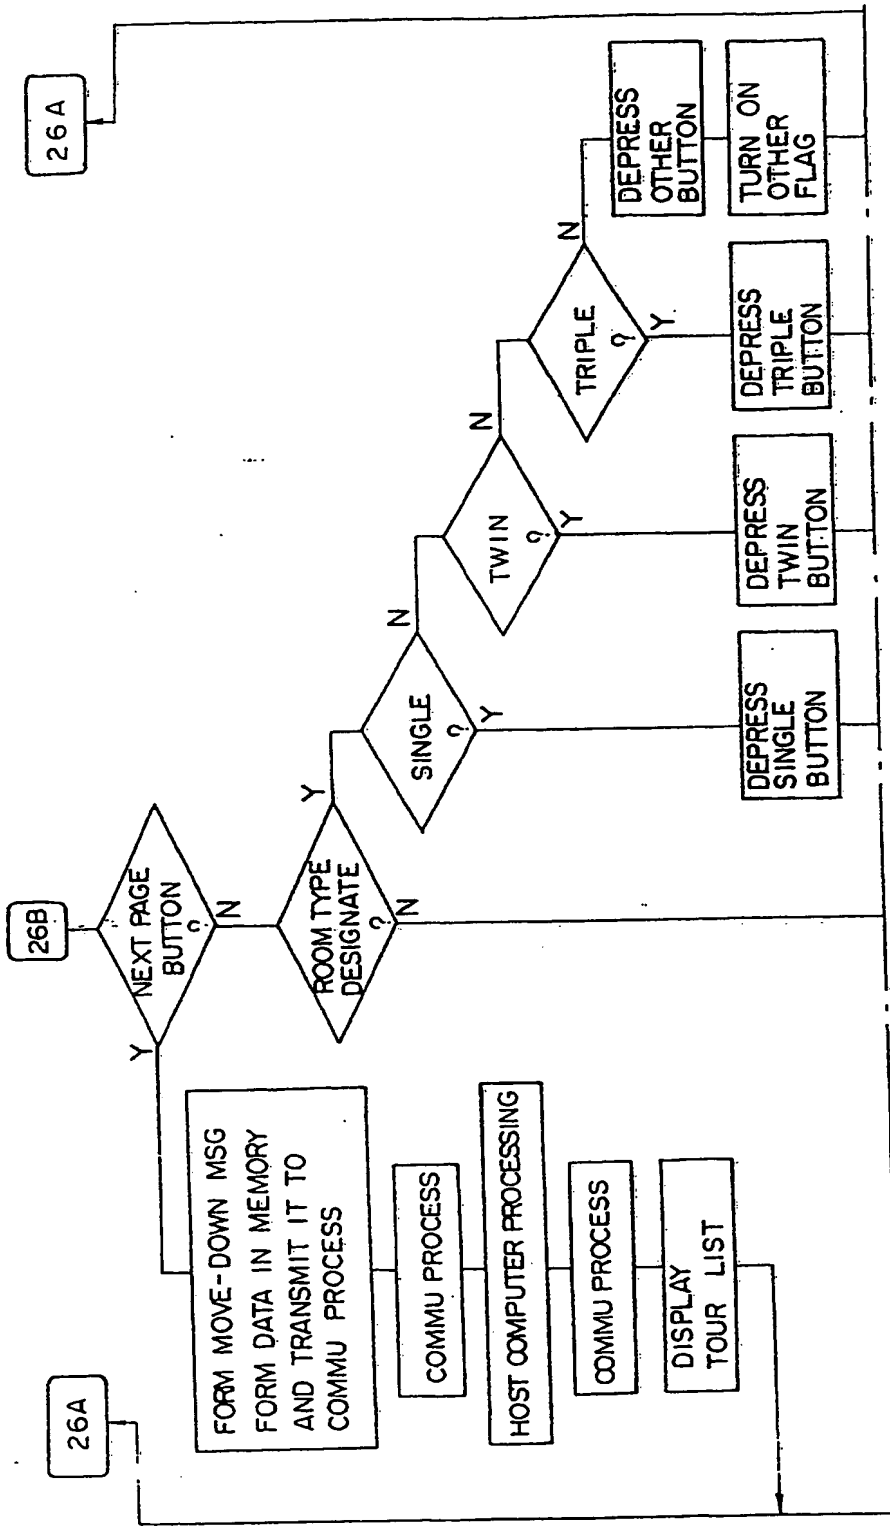 26B
26A
26A
NEXT PAGE
BUTTON
?
Y
N
FORM MOVE-DOWN MSG
FORM DATA IN MEMORY
AND TRANSMIT IT TO
COMMU PROCESS
COMMU PROCESS
HOST COMPUTER PROCESSING
COMMU PROCESS
DISPLAY
TOUR LIST
ROOM TYPE
DESIGNATE
?
Y
N
SINGLE
?
N
Y
DEPRESS
SINGLE
BUTTON
TWIN
?
N
Y
DEPRESS
TWIN
BUTTON
TRIPLE
?
N
Y
DEPRESS
TRIPLE
BUTTON
DEPRESS
OTHER
BUTTON
TURN ON
OTHER
FLAG